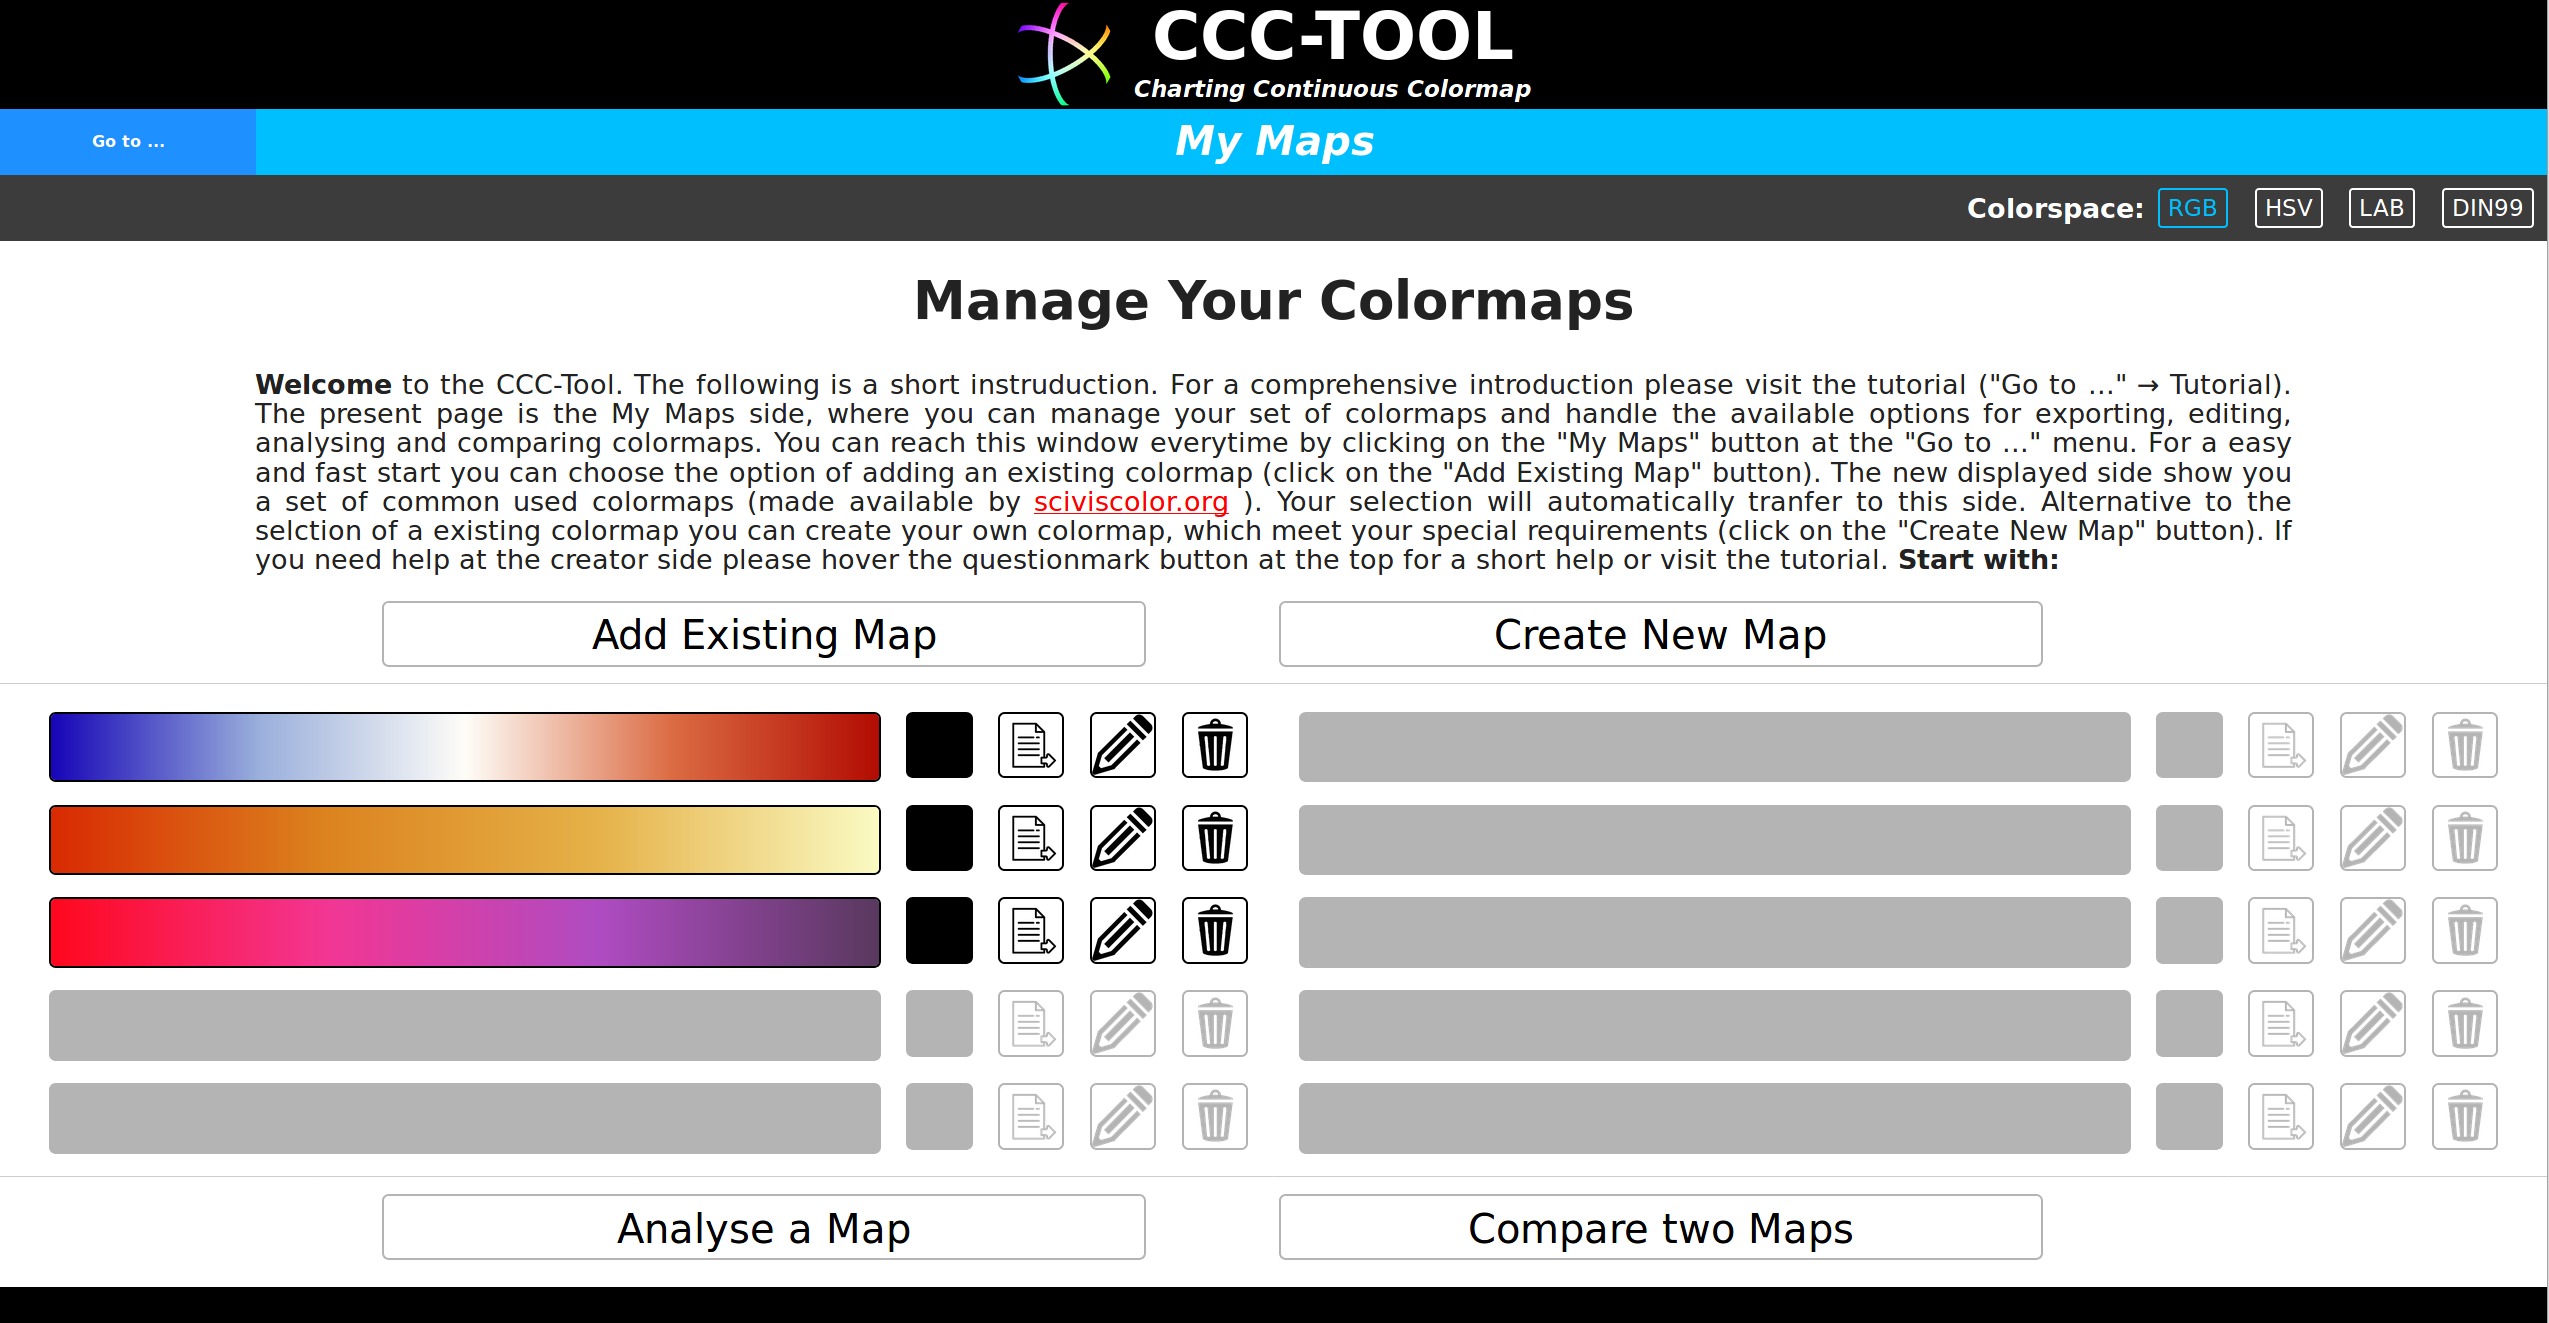 CCC-TOOL
Charting Continuous Colormap
Go to ...
My Maps
Colorspace: RGB HSV LAB DIN99
Manage Your Colormaps
Welcome to the CCC-Tool. The following is a short instruduction. For a comprehensive introduction please visit the tutorial ("Go to ..." → Tutorial).
The present page is the My Maps side, where you can manage your set of colormaps and handle the available options for exporting, editing,
analysing and comparing colormaps. You can reach this window everytime by clicking on the "My Maps" button at the "Go to ..." menu. For a easy
and fast start you can choose the option of adding an existing colormap (click on the "Add Existing Map" button). The new displayed side show you
a set of common used colormaps (made available by sciviscolor.org ). Your selection will automatically tranfer to this side. Alternative to the
selction of a existing colormap you can create your own colormap, which meet your special requirements (click on the "Create New Map" button). If
you need help at the creator side please hover the questionmark button at the top for a short help or visit the tutorial. Start with:
Add Existing Map
Create New Map
Analyse a Map
Compare two Maps